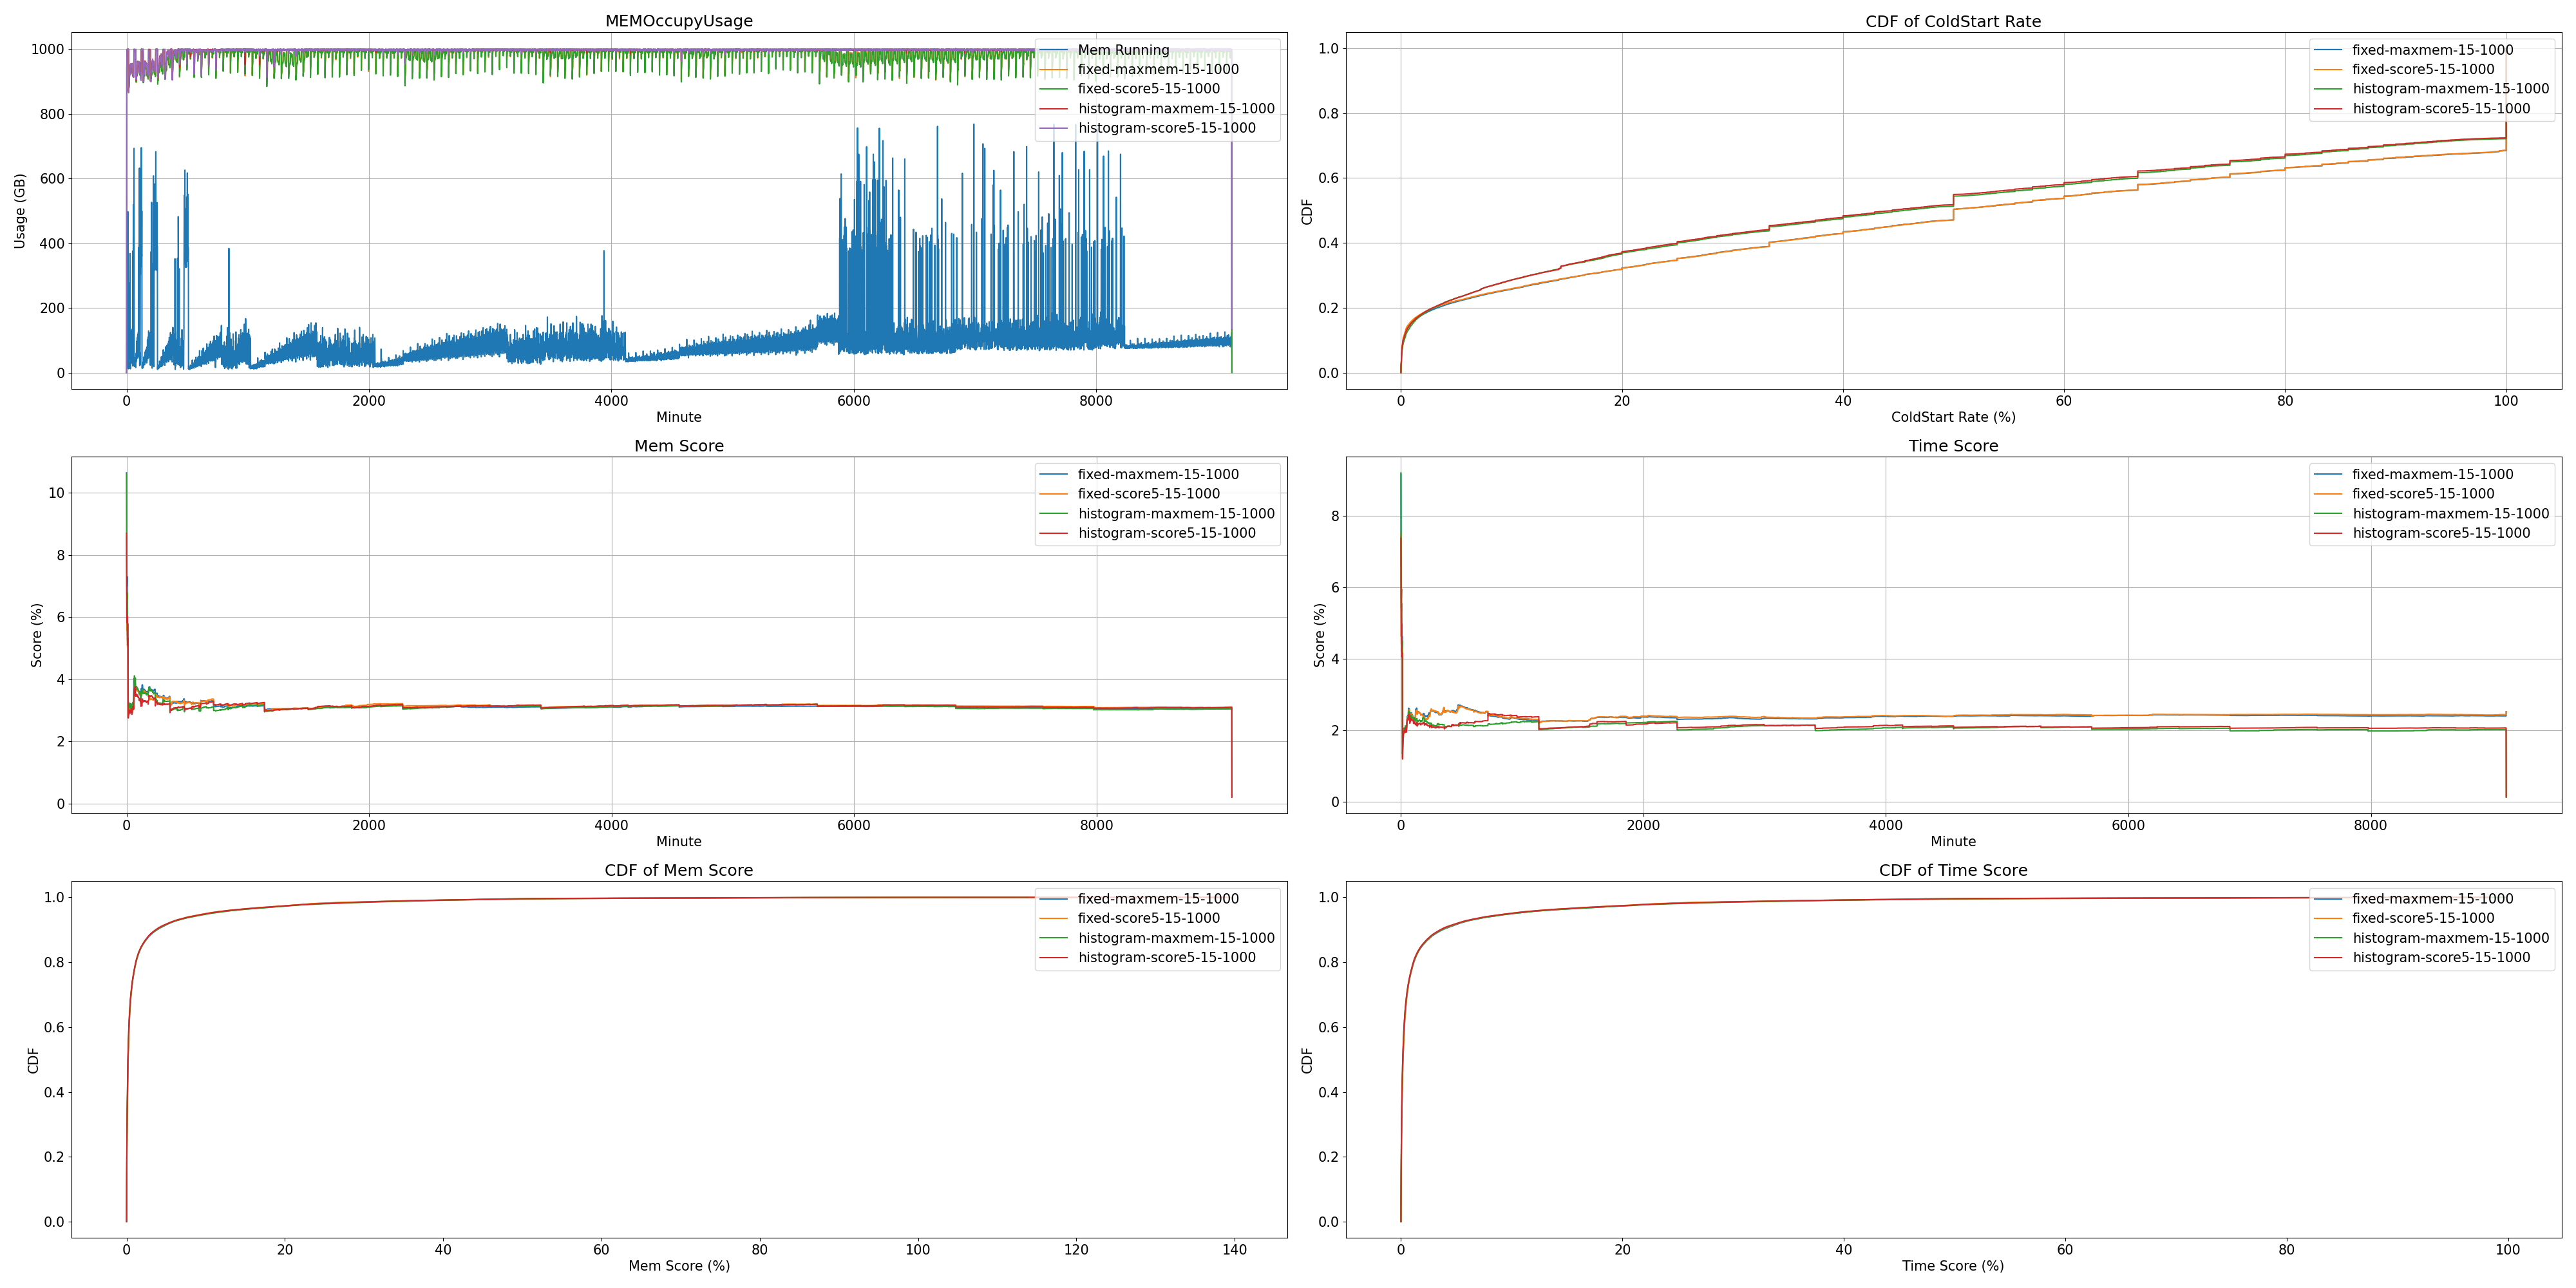 MEMOccupyUsage
Usage (GB)
1000
800
600
400
200
0
0 2000 4000 6000 8000
Minute
Mem Running
fixed-maxmem-15-1000
fixed-score5-15-1000
histogram-maxmem-15-1000
histogram-score5-15-1000
CDF of ColdStart Rate
CDF
1.0
0.8
0.6
0.4
0.2
0.0
0 20 40 60 80 100
ColdStart Rate (%)
fixed-maxmem-15-1000
fixed-score5-15-1000
histogram-maxmem-15-1000
histogram-score5-15-1000
Mem Score
Score (%)
10
8
6
4
2
0
0 2000 4000 6000 8000
Minute
fixed-maxmem-15-1000
fixed-score5-15-1000
histogram-maxmem-15-1000
histogram-score5-15-1000
Time Score
Score (%)
8
6
4
2
0
0 2000 4000 6000 8000
Minute
fixed-maxmem-15-1000
fixed-score5-15-1000
histogram-maxmem-15-1000
histogram-score5-15-1000
CDF of Mem Score
CDF
1.0
0.8
0.6
0.4
0.2
0.0
0 20 40 60 80 100 120 140
Mem Score (%)
fixed-maxmem-15-1000
fixed-score5-15-1000
histogram-maxmem-15-1000
histogram-score5-15-1000
CDF of Time Score
CDF
1.0
0.8
0.6
0.4
0.2
0.0
0 20 40 60 80 100
Time Score (%)
fixed-maxmem-15-1000
fixed-score5-15-1000
histogram-maxmem-15-1000
histogram-score5-15-1000